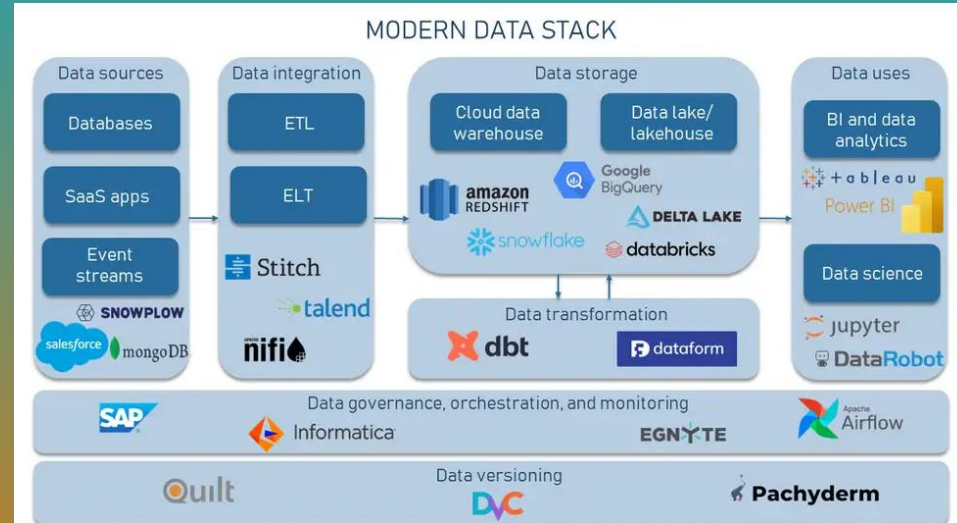 MODERN DATA STACK
Data sources
Databases
SaaS apps
Event
streams
SNOWPLOW
salesforce
mongoDB
Data integration
ETL
ELT
Stitch
talend
APACHE
nifi
Data storage
Cloud data
warehouse
Data lake/
lakehouse
amazon
REDSHIFT
Google
BigQuery
DELTA LAKE
snowflake
databricks
Data transformation
dbt
dataform
Data uses
BI and data
analytics
+ableau
Power BI
Data science
jupyter
DataRobot
Data governance, orchestration, and monitoring
SAP
Informatica
EGNYTE
Apache
Airflow
Data versioning
Quilt
DVC
Pachyderm